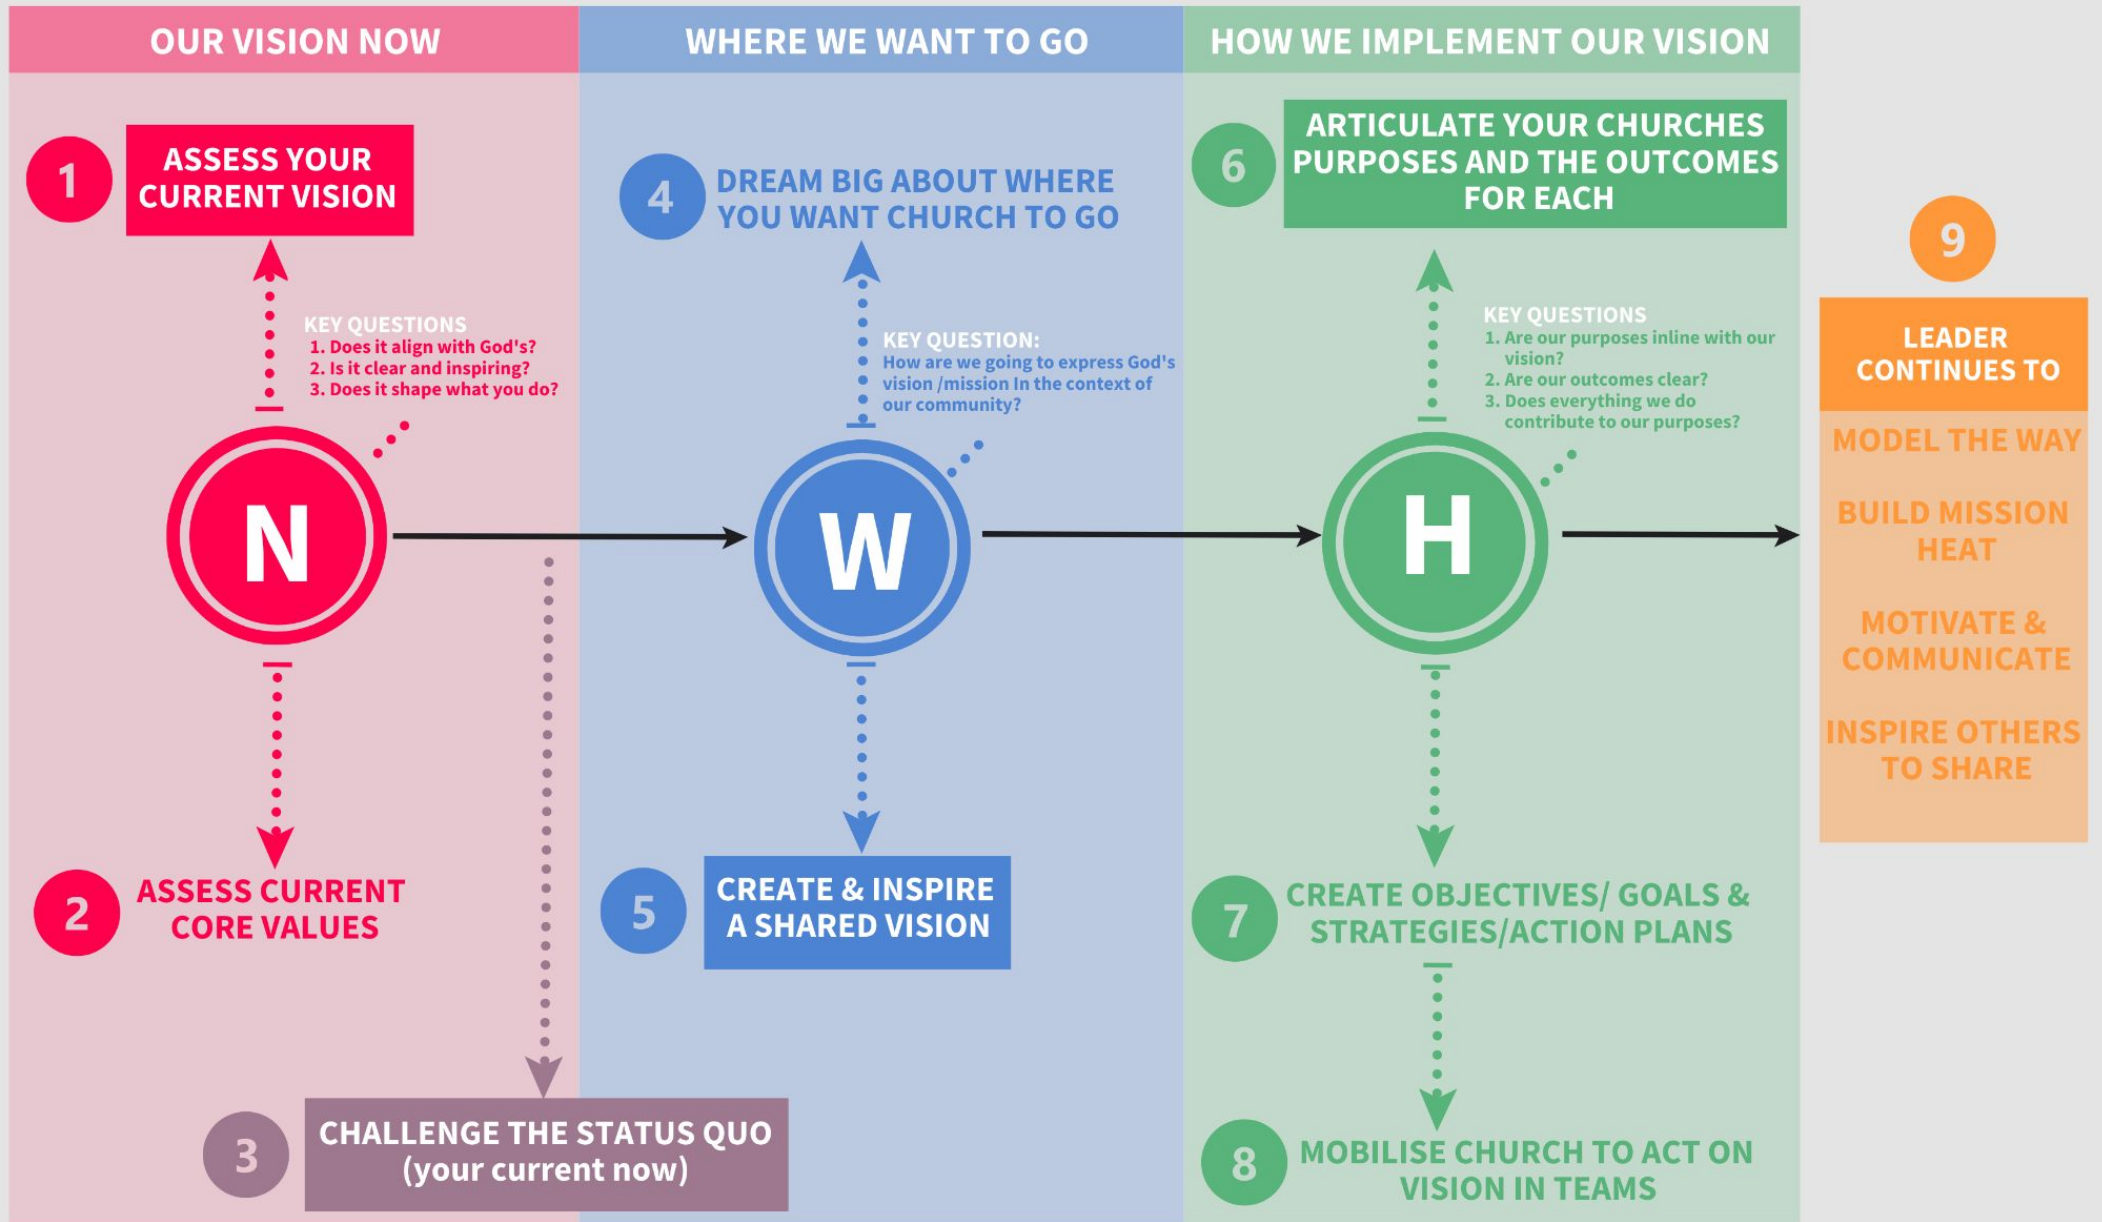 OUR VISION NOW
1
ASSESS YOUR
CURRENT VISION
KEY QUESTIONS
1. Does it align with God's?
2. Is it clear and inspiring?
3. Does it shape what you do?
N
2
ASSESS CURRENT
CORE VALUES
3
CHALLENGE THE STATUS QUO
(your current now)
WHERE WE WANT TO GO
4
DREAM BIG ABOUT WHERE
YOU WANT CHURCH TO GO
KEY QUESTION:
How are we going to express God's
vision /mission In the context of
our community?
W
5
CREATE & INSPIRE
A SHARED VISION
HOW WE IMPLEMENT OUR VISION
6
ARTICULATE YOUR CHURCHES
PURPOSES AND THE OUTCOMES
FOR EACH
KEY QUESTIONS
1. Are our purposes inline with our
vision?
2. Are our outcomes clear?
3. Does everything we do
contribute to our purposes?
H
7
CREATE OBJECTIVES/ GOALS &
STRATEGIES/ACTION PLANS
8
MOBILISE CHURCH TO ACT ON
VISION IN TEAMS
9
LEADER
CONTINUES TO
MODEL THE WAY
BUILD MISSION
HEAT
MOTIVATE &
COMMUNICATE
INSPIRE OTHERS
TO SHARE